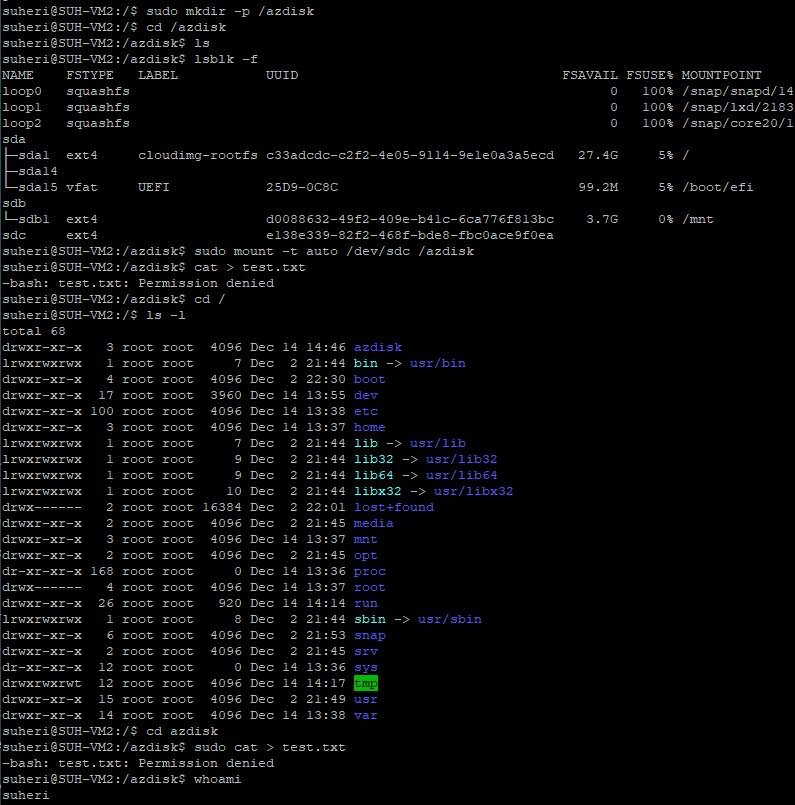 suheri@SUH-VM2:/$ sudo mkdir -p /azdisk
suheri@SUH-VM2:/$ cd /azdisk
suheri@SUH-VM2:/azdisk$ ls
suheri@SUH-VM2:/azdisk$ lsblk -f
NAME    FSTYPE LABEL           UUID                                 FSAVAIL FSUSE% MOUNTPOINT
loop0   squashfs                                                            0   100% /snap/snapd/14
loop1   squashfs                                                            0   100% /snap/lxd/2183
loop2   squashfs                                                            0   100% /snap/core20/1
sda
├─sda1  ext4     cloudimg-rootfs c33adcdc-c2f2-4e05-9114-9e1e0a3a5ecd   27.4G     5% /
├─sda14
└─sda15 vfat     UEFI            25D9-0C8C                              99.2M     5% /boot/efi
sdb
└─sdb1  ext4                     d0088632-49f2-409e-b41c-6ca776f813bc    3.7G     0% /mnt
sdc     ext4                     e138e339-82f2-468f-bde8-fbc0ace9f0ea
suheri@SUH-VM2:/azdisk$ sudo mount -t auto /dev/sdc /azdisk
suheri@SUH-VM2:/azdisk$ cat > test.txt
-bash: test.txt: Permission denied
suheri@SUH-VM2:/azdisk$ cd /
suheri@SUH-VM2:/$ ls -l
total 68
drwxr-xr-x   3 root root  4096 Dec 14 14:46 azdisk
lrwxrwxrwx   1 root root     7 Dec  2 21:44 bin -> usr/bin
drwxr-xr-x   4 root root  4096 Dec  2 22:30 boot
drwxr-xr-x  17 root root  3960 Dec 14 13:55 dev
drwxr-xr-x 100 root root  4096 Dec 14 13:38 etc
drwxr-xr-x   3 root root  4096 Dec 14 13:37 home
lrwxrwxrwx   1 root root     7 Dec  2 21:44 lib -> usr/lib
lrwxrwxrwx   1 root root     9 Dec  2 21:44 lib32 -> usr/lib32
lrwxrwxrwx   1 root root     9 Dec  2 21:44 lib64 -> usr/lib64
lrwxrwxrwx   1 root root    10 Dec  2 21:44 libx32 -> usr/libx32
drwx------   2 root root 16384 Dec  2 22:01 lost+found
drwxr-xr-x   2 root root  4096 Dec  2 21:45 media
drwxr-xr-x   3 root root  4096 Dec 14 13:37 mnt
drwxr-xr-x   2 root root  4096 Dec  2 21:45 opt
dr-xr-xr-x 168 root root     0 Dec 14 13:36 proc
drwx------   4 root root  4096 Dec 14 13:37 root
drwxr-xr-x  26 root root   920 Dec 14 14:14 run
lrwxrwxrwx   1 root root     8 Dec  2 21:44 sbin -> usr/sbin
drwxr-xr-x   6 root root  4096 Dec  2 21:53 snap
drwxr-xr-x   2 root root  4096 Dec  2 21:45 srv
dr-xr-xr-x  12 root root     0 Dec 14 13:36 sys
drwxrwxrwt  12 root root  4096 Dec 14 14:17 tmp
drwxr-xr-x  15 root root  4096 Dec  2 21:49 usr
drwxr-xr-x  14 root root  4096 Dec 14 13:38 var
suheri@SUH-VM2:/$ cd azdisk
suheri@SUH-VM2:/azdisk$ sudo cat > test.txt
-bash: test.txt: Permission denied
suheri@SUH-VM2:/azdisk$ whoami
suheri